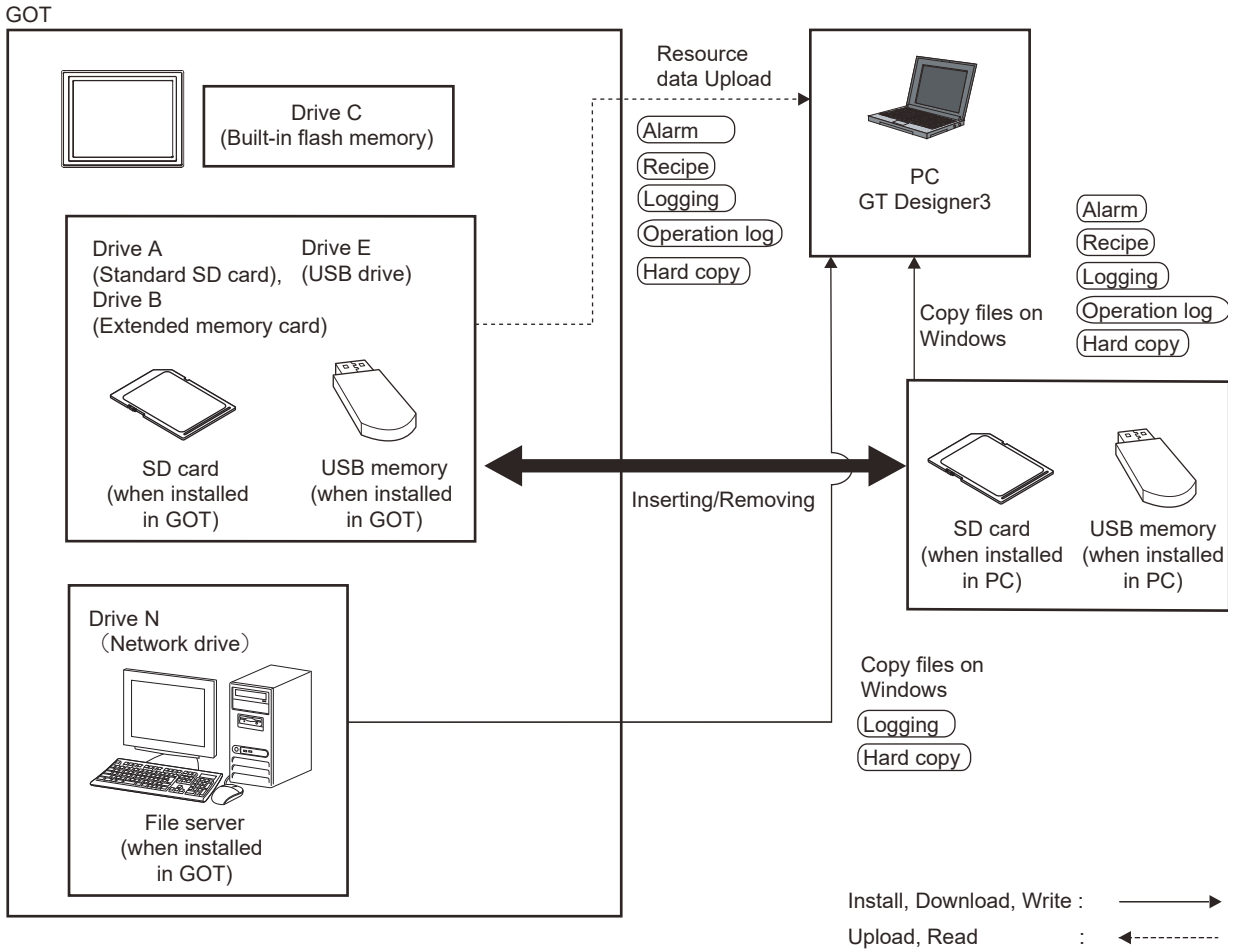 GOT
Drive C
(Built-in flash memory)
Drive A
(Standard SD card),
Drive B
(Extended memory card)
Drive E
(USB drive)
SD card
(when installed
in GOT)
USB memory
(when installed
in GOT)
Drive N
（Network drive）
File server
(when installed
in GOT)
Resource
data Upload
Alarm
Recipe
Logging
Operation log
Hard copy
PC
GT Designer3
Inserting/Removing
Copy files on
Windows
Alarm
Recipe
Logging
Operation log
Hard copy
SD card
(when installed
in PC)
USB memory
(when installed
in PC)
Copy files on
Windows
Logging
Hard copy
Install, Download, Write :
Upload, Read :